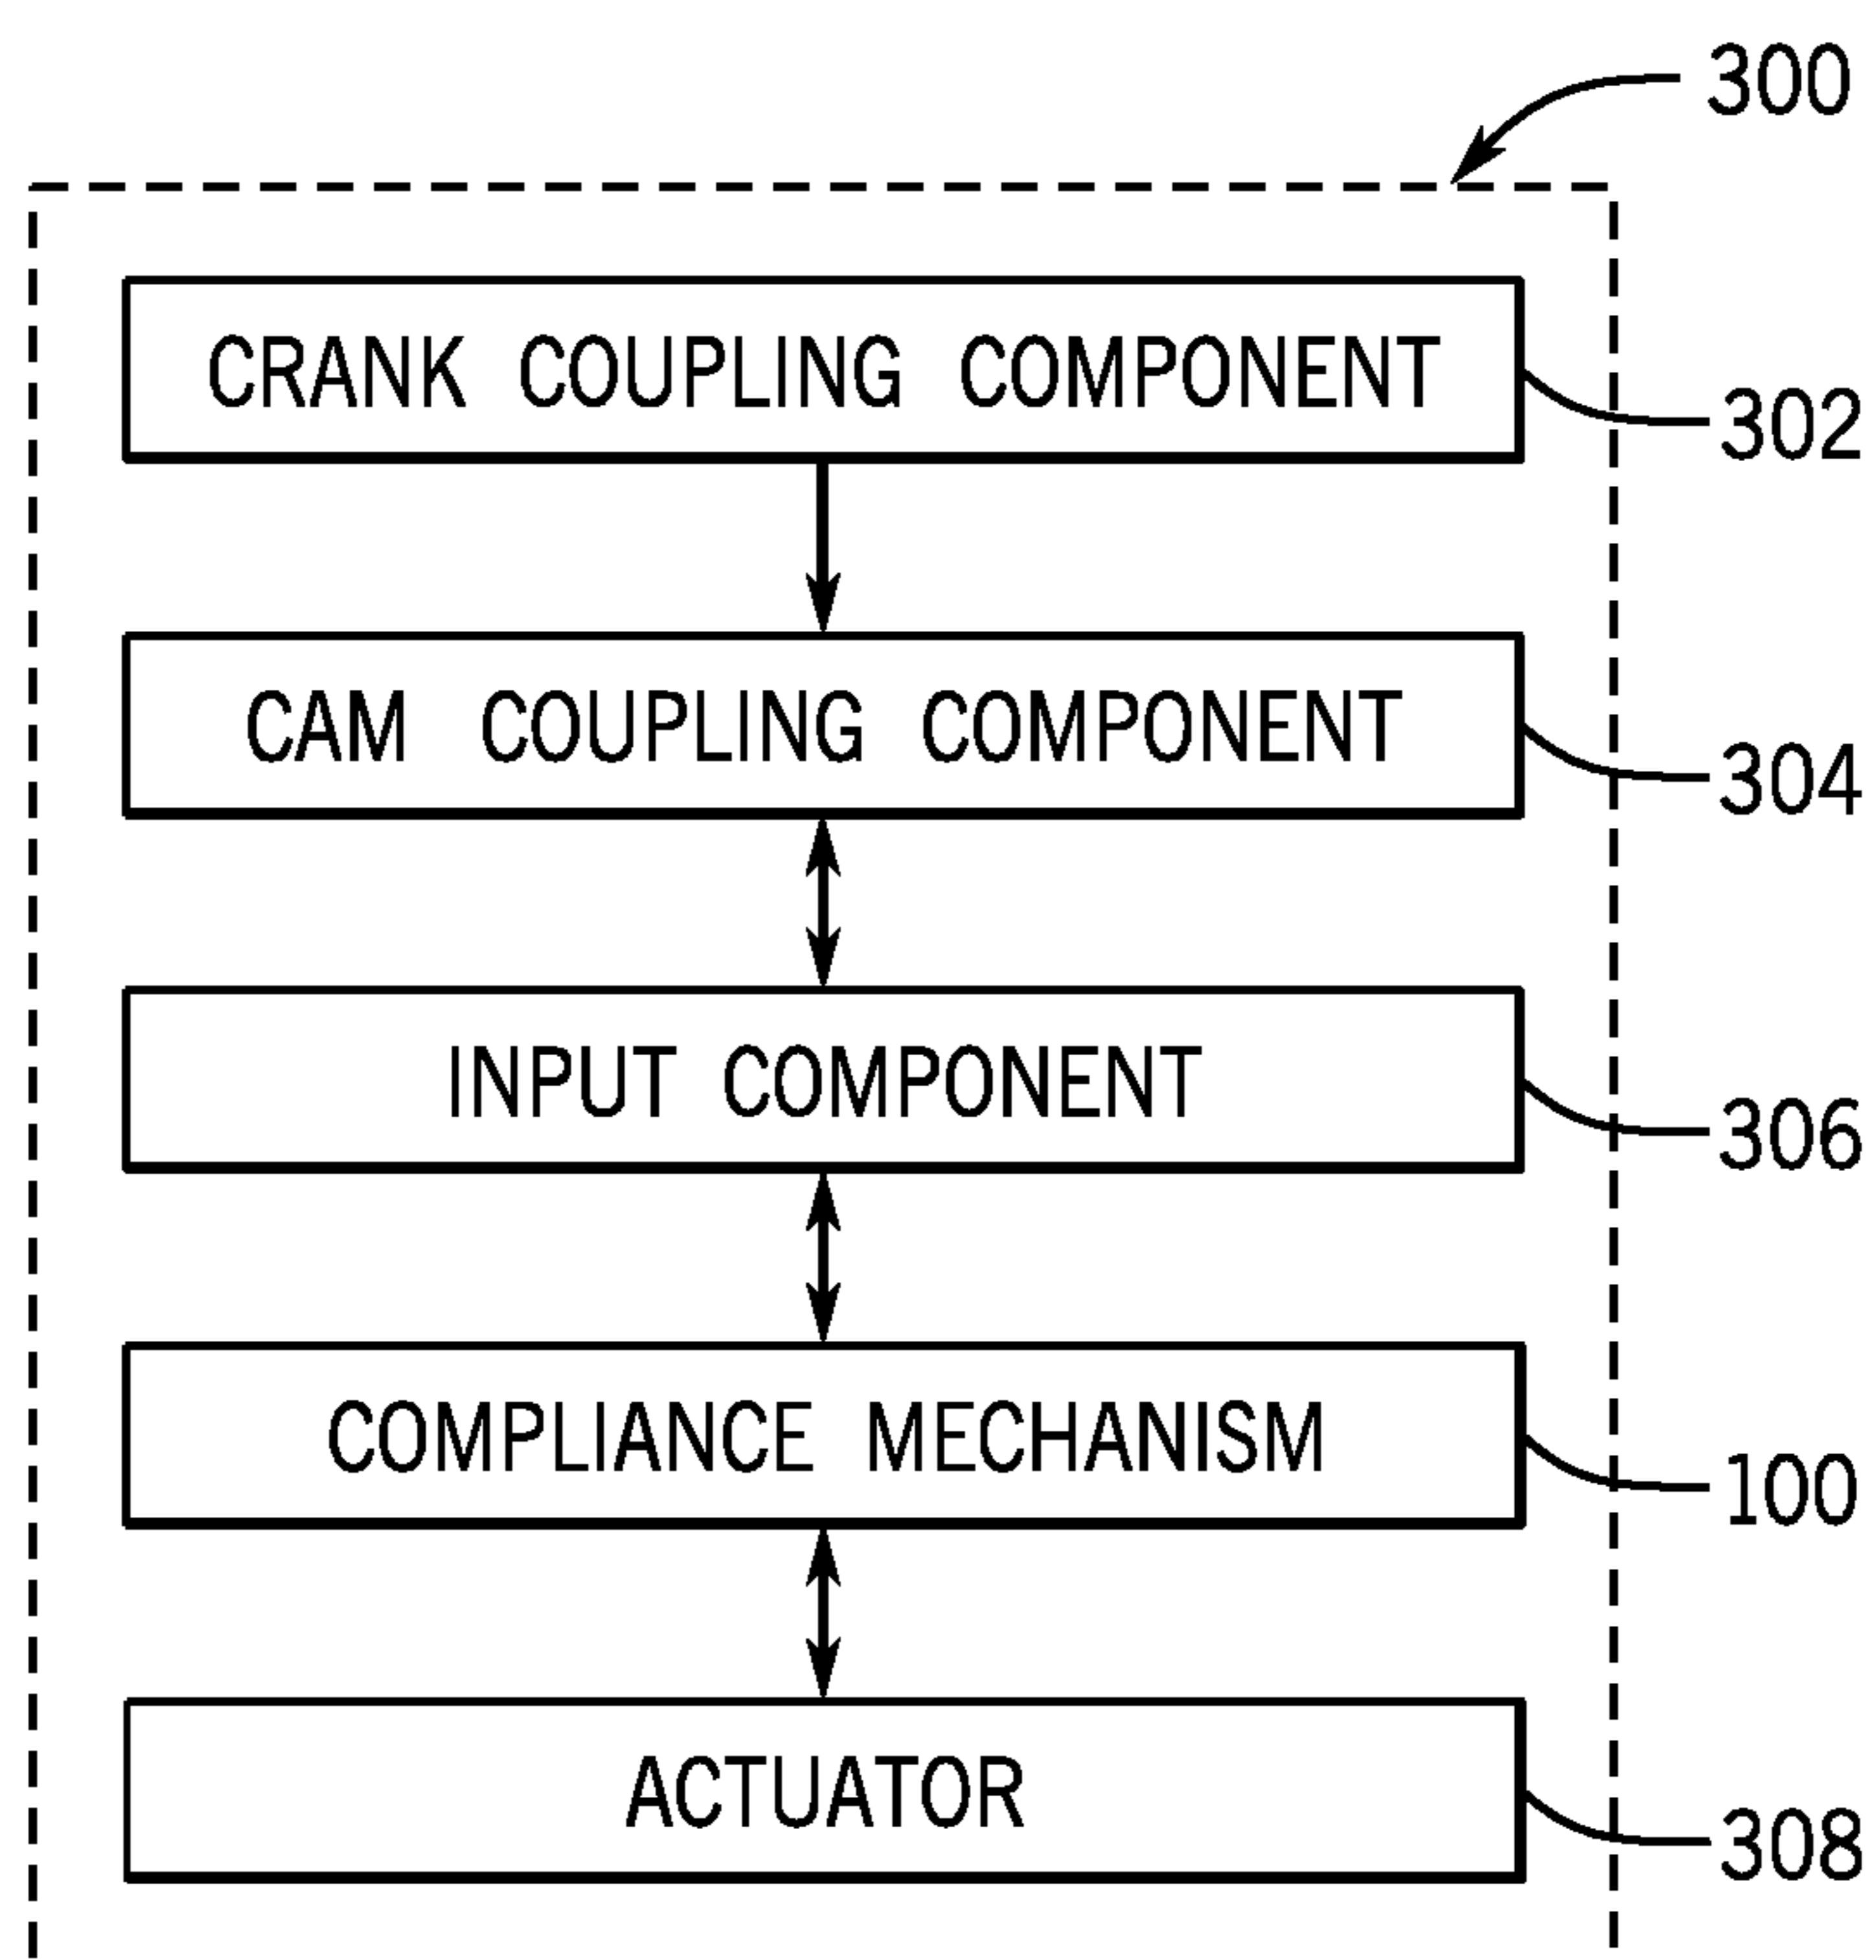 300
CRANK COUPLING COMPONENT
302
CAM COUPLING COMPONENT
304
INPUT COMPONENT
306
COMPLIANCE MECHANISM
100
ACTUATOR
308